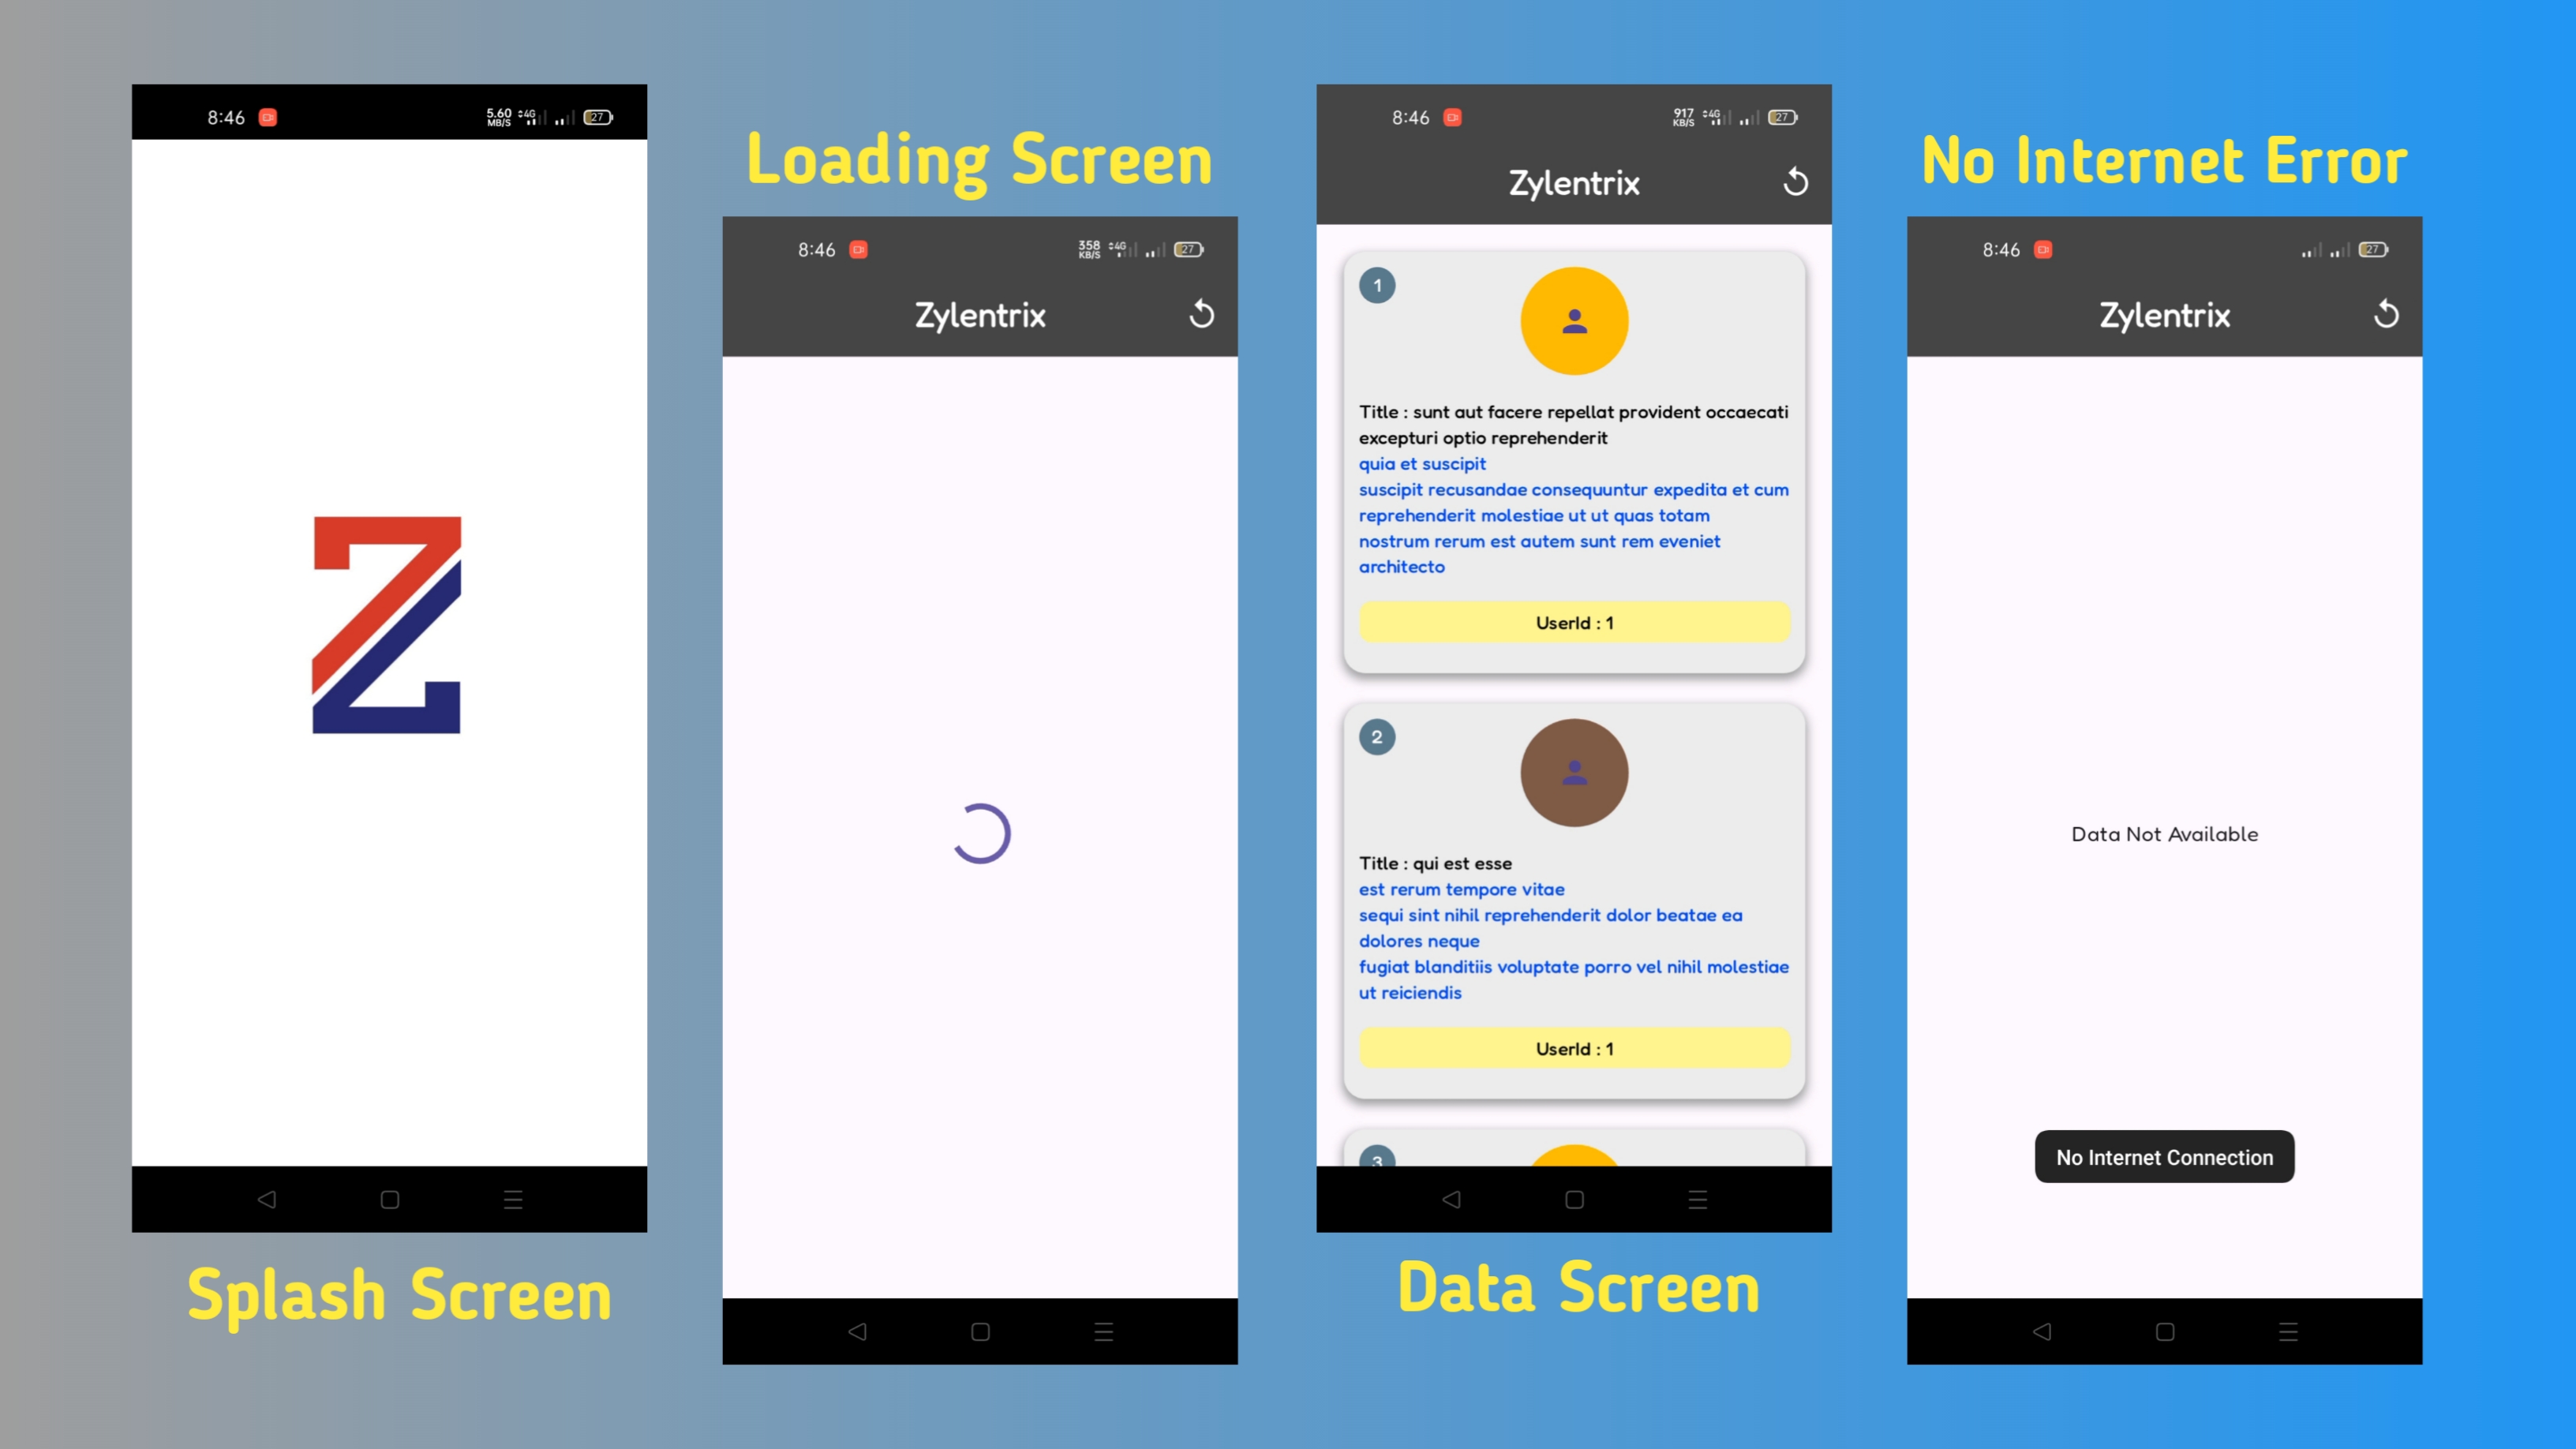 8:46
5.60
MB/S
4G
27
Splash Screen
Loading Screen
8:46
358
KB/S
4G
27
Zylentrix
8:46
917
KB/S
4G
27
Zylentrix
1
Title : sunt aut facere repellat provident occaecati
excepturi optio reprehenderit
quia et suscipit
suscipit recusandae consequuntur expedita et cum
reprehenderit molestiae ut ut quas totam
nostrum rerum est autem sunt rem eveniet
architecto
UserId : 1
2
Title : qui est esse
est rerum tempore vitae
sequi sint nihil reprehenderit dolor beatae ea
dolores neque
fugiat blanditiis voluptate porro vel nihil molestiae
ut reiciendis
UserId : 1
3
Data Screen
No Internet Error
8:46
27
Zylentrix
Data Not Available
No Internet Connection